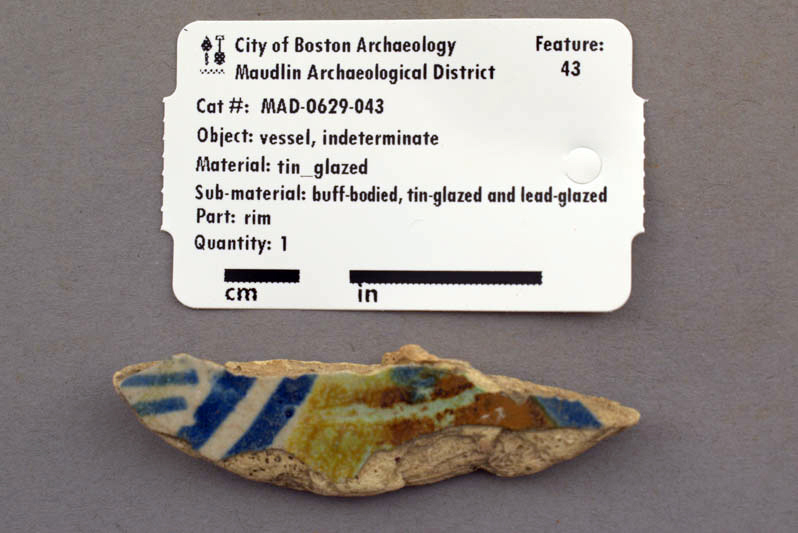 City of Boston Archaeology
Maudlin Archaeological District
Feature:
43
Cat #: MAD-0629-043
Object: vessel, indeterminate
Material: tin_glazed
Sub-material: buff-bodied, tin-glazed and lead-glazed
Part: rim
Quantity: 1
cm in